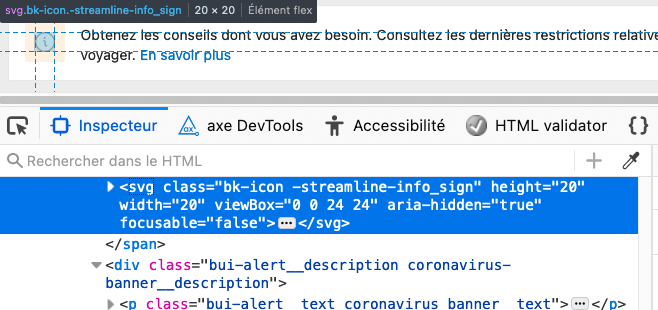 svg.bk-icon.-streamline-info_sign | 20 × 20 | Élément flex
Obtenez les conseils dont vous avez besoin. Consultez les dernières restrictions relative
voyager. En savoir plus
Inspecteur axe DevTools Accessibilité HTML validator {}
Rechercher dans le HTML
<svg class="bk-icon -streamline-info_sign" height="20"
width="20" viewBox="0 0 24 24" aria-hidden="true"
focusable="false">•••</svg>
</span>
<div class="bui-alert__description coronavirus-
banner__description">
<p class="bui-alert__text coronavirus_banner__text">•••</p>